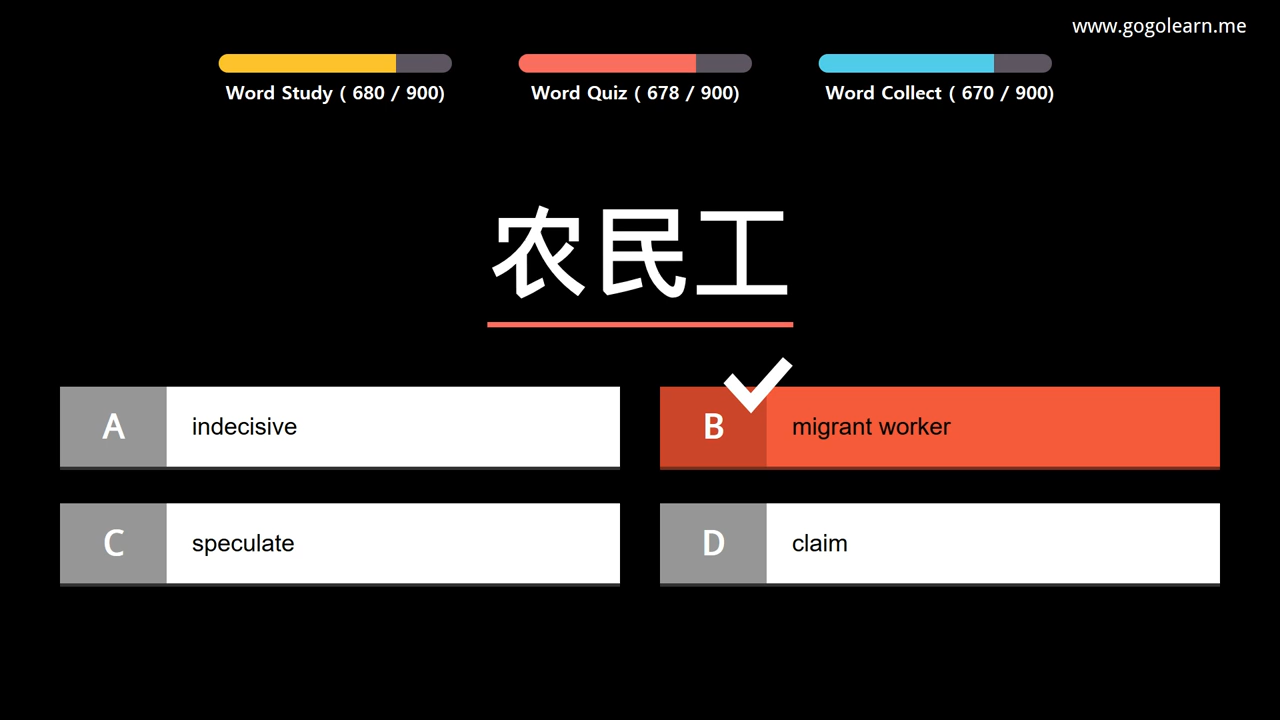 www.gogolearn.me
Word Study ( 680 / 900)
Word Quiz ( 678 / 900)
Word Collect ( 670 / 900)
农民工
A indecisive
B migrant worker
C speculate
D claim